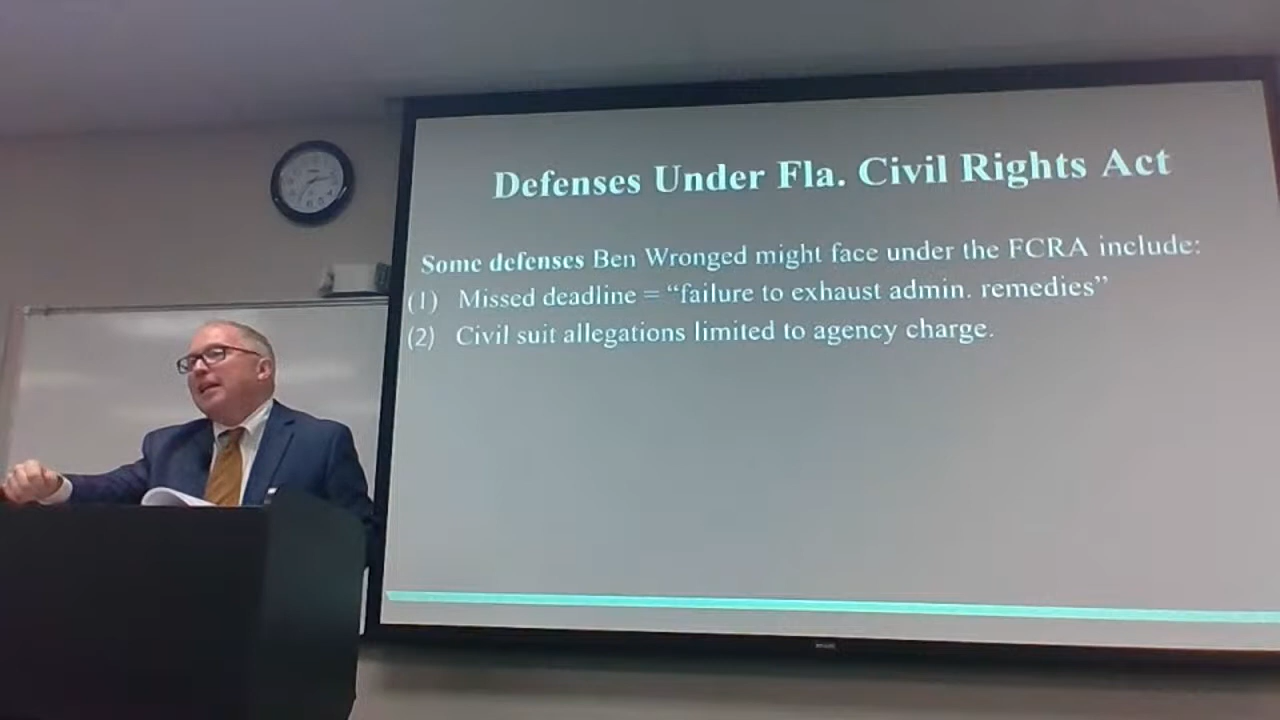 Defenses Under Fla. Civil Rights Act
Some defenses Ben Wronged might face under the FCRA include:
(1) Missed deadline = “failure to exhaust admin. remedies”
(2) Civil suit allegations limited to agency charge.